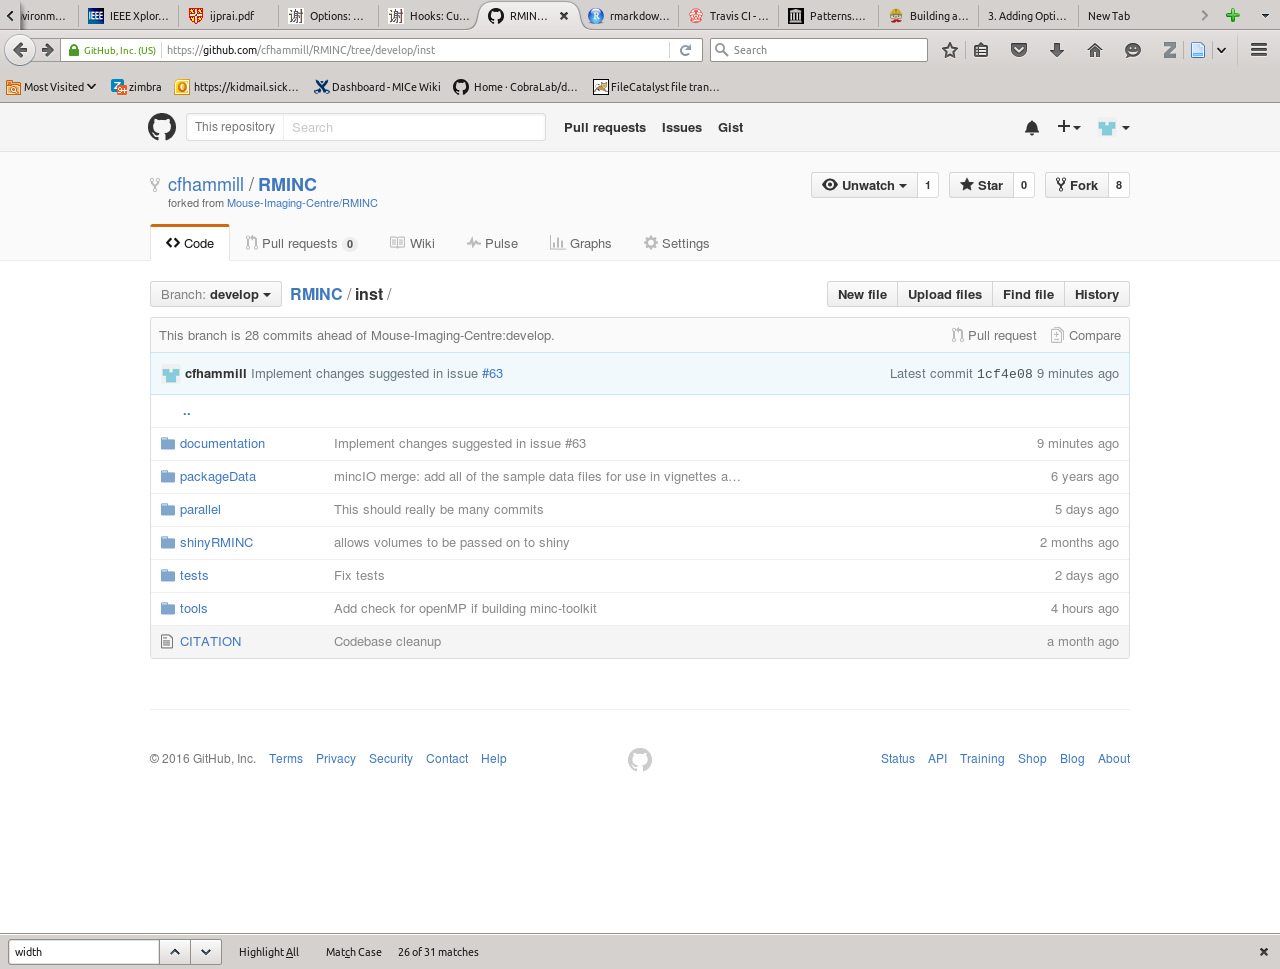 vironm… IEEE Xplor… ijprai.pdf Options: … Hooks: Cu… RMIN… rmarkdow… Travis CI - … Patterns.… Building a… 3. Adding Opti… New Tab
GitHub, Inc. (US) https://github.com/cfhammill/RMINC/tree/develop/inst Search
Most Visited zimbra https://kidmail.sick… Dashboard - MICe Wiki Home · CobraLab/d… FileCatalyst file tran…
This repository Search Pull requests Issues Gist
cfhammill / RMINC Unwatch 1 Star 0 Fork 8
forked from Mouse-Imaging-Centre/RMINC
Code Pull requests 0 Wiki Pulse Graphs Settings
Branch: develop RMINC / inst / New file Upload files Find file History
This branch is 28 commits ahead of Mouse-Imaging-Centre:develop. Pull request Compare
cfhammill Implement changes suggested in issue #63 Latest commit 1cf4e08 9 minutes ago
..
documentation Implement changes suggested in issue #63 9 minutes ago
packageData mincIO merge: add all of the sample data files for use in vignettes a… 6 years ago
parallel This should really be many commits 5 days ago
shinyRMINC allows volumes to be passed on to shiny 2 months ago
tests Fix tests 2 days ago
tools Add check for openMP if building minc-toolkit 4 hours ago
CITATION Codebase cleanup a month ago
© 2016 GitHub, Inc. Terms Privacy Security Contact Help Status API Training Shop Blog About
width Highlight All Match Case 26 of 31 matches